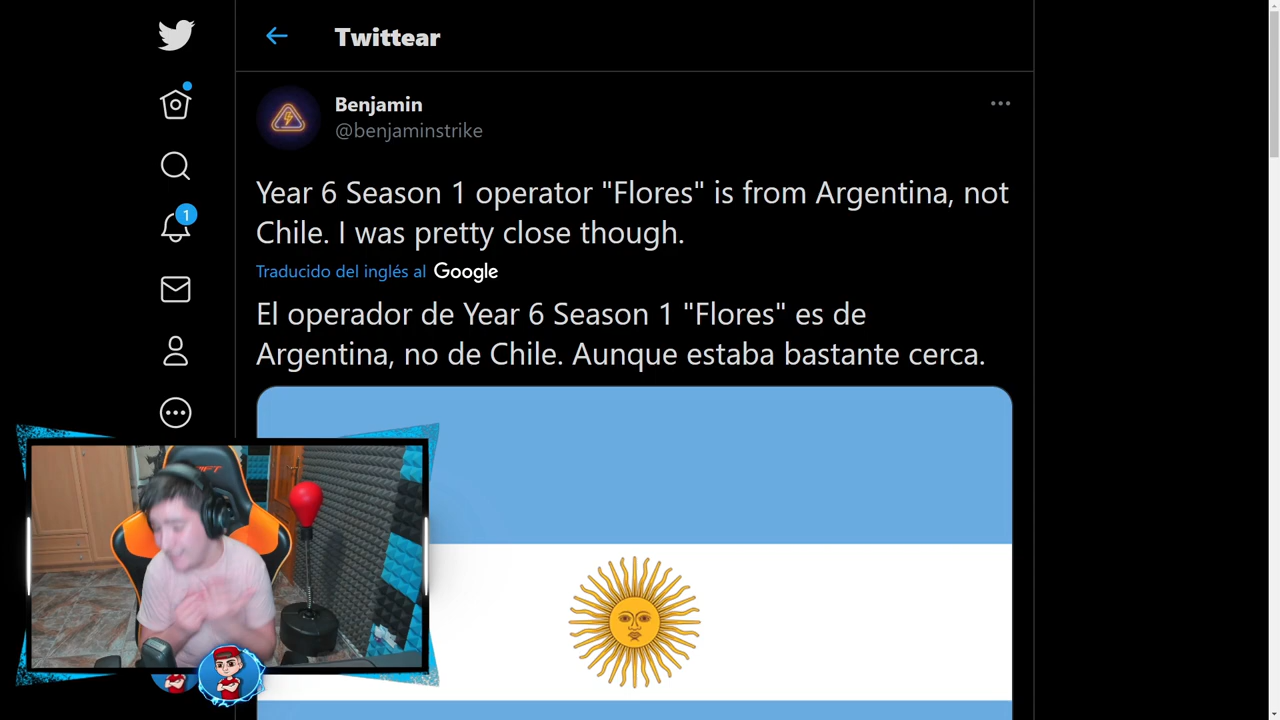 Twittear
Benjamin
@benjaminstrike
Year 6 Season 1 operator "Flores" is from Argentina, not
Chile. I was pretty close though.
Traducido del inglés al Google
El operador de Year 6 Season 1 "Flores" es de
Argentina, no de Chile. Aunque estaba bastante cerca.
1